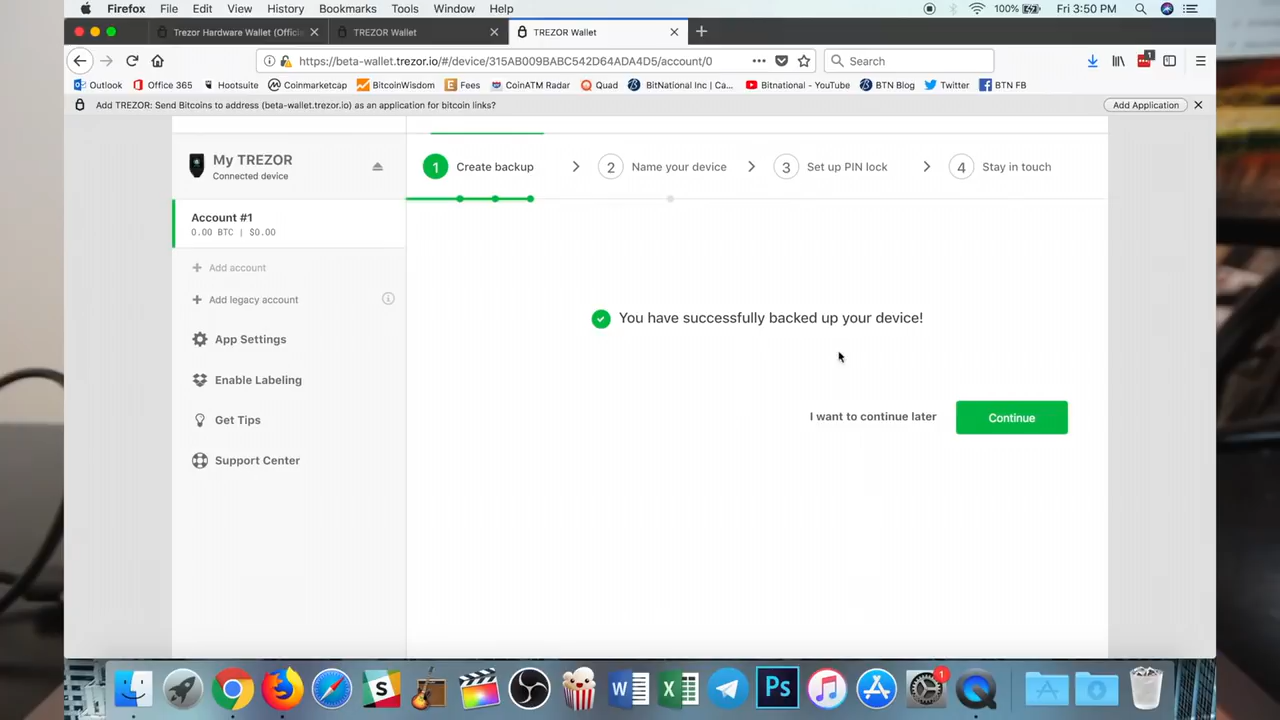 Firefox File Edit View History Bookmarks Tools Window Help 100% Fri 3:50 PM
Trezor Hardware Wallet (Offici TREZOR Wallet TREZOR Wallet
https://beta-wallet.trezor.io/#/device/315AB009BABC542D64ADA4D5/account/0 Search 1
Outlook Office 365 Hootsuite Coinmarketcap BitcoinWisdom Fees CoinATM Radar Quad BitNational Inc | Ca... Bitnational - YouTube BTN Blog Twitter BTN FB
Add TREZOR: Send Bitcoins to address (beta-wallet.trezor.io) as an application for bitcoin links? Add Application
My TREZOR
Connected device
Account #1
0.00 BTC | $0.00
Add account
Add legacy account
App Settings
Enable Labeling
Get Tips
Support Center
1 Create backup 2 Name your device 3 Set up PIN lock 4 Stay in touch
You have successfully backed up your device!
I want to continue later Continue
S W X Ps 1